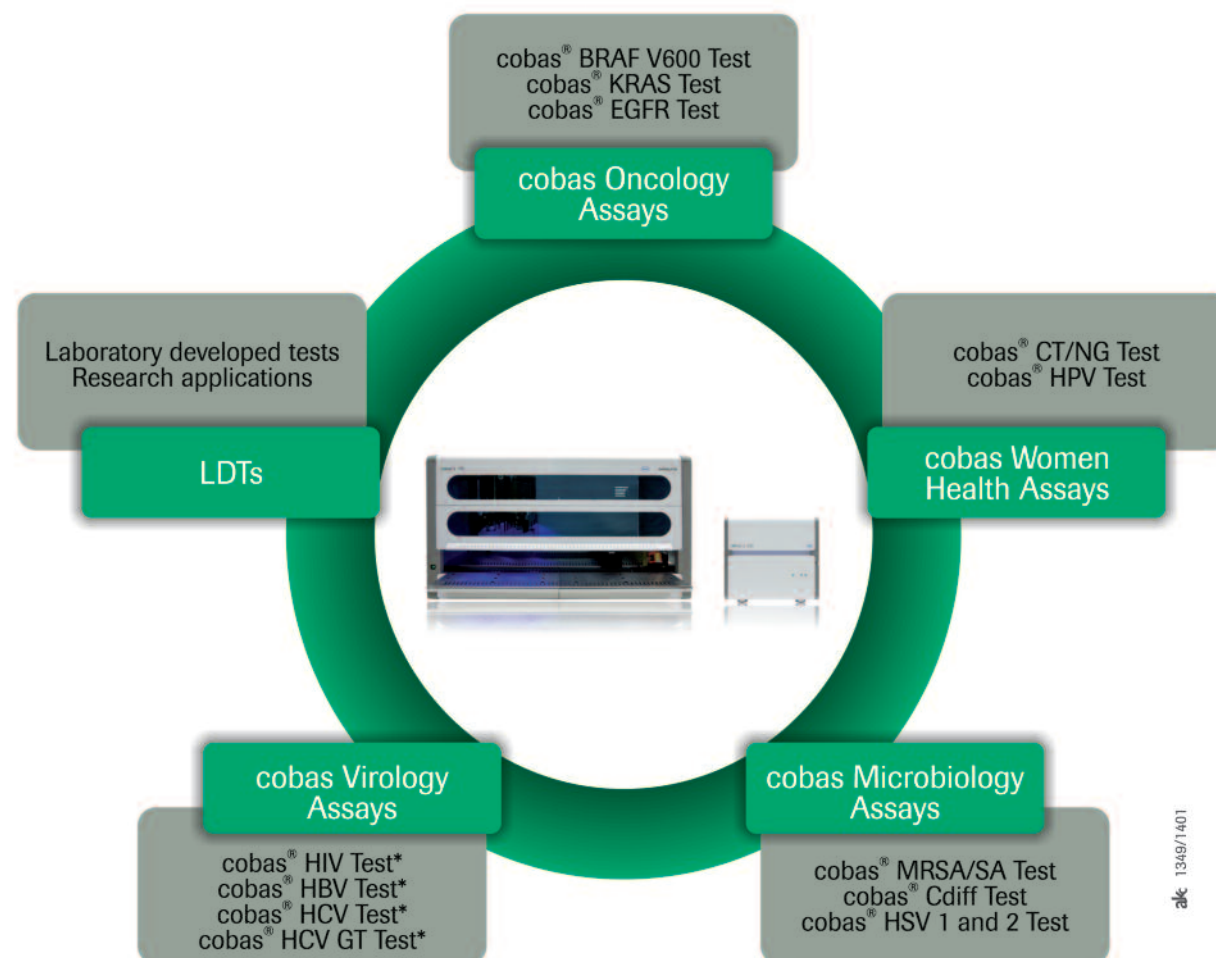 cobas® BRAF V600 Test
cobas® KRAS Test
cobas® EGFR Test
cobas Oncology
Assays
Laboratory developed tests
Research applications
LDTs
cobas® CT/NG Test
cobas® HPV Test
cobas Women
Health Assays
cobas Virology
Assays
cobas® HIV Test*
cobas® HBV Test*
cobas® HCV Test*
cobas® HCV GT Test*
cobas Microbiology
Assays
cobas® MRSA/SA Test
cobas® Cdiff Test
cobas® HSV 1 and 2 Test
1349/1401